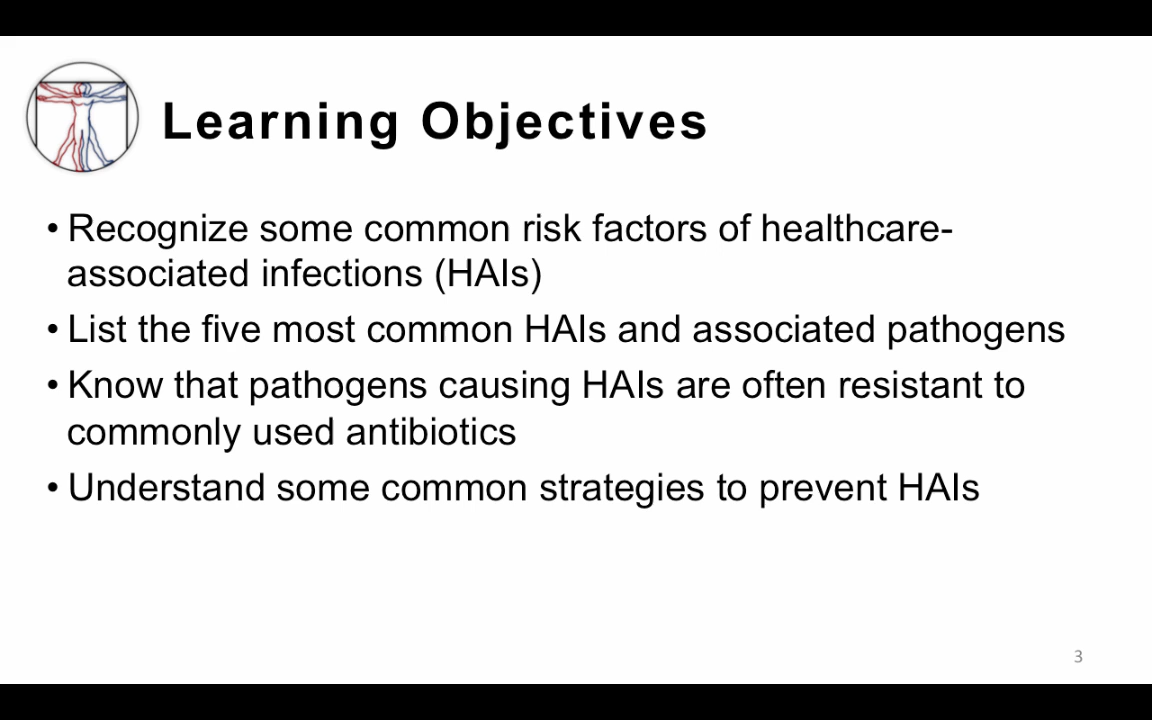 Learning Objectives
• Recognize some common risk factors of healthcare-
associated infections (HAIs)
• List the five most common HAIs and associated pathogens
• Know that pathogens causing HAIs are often resistant to
commonly used antibiotics
• Understand some common strategies to prevent HAIs
3